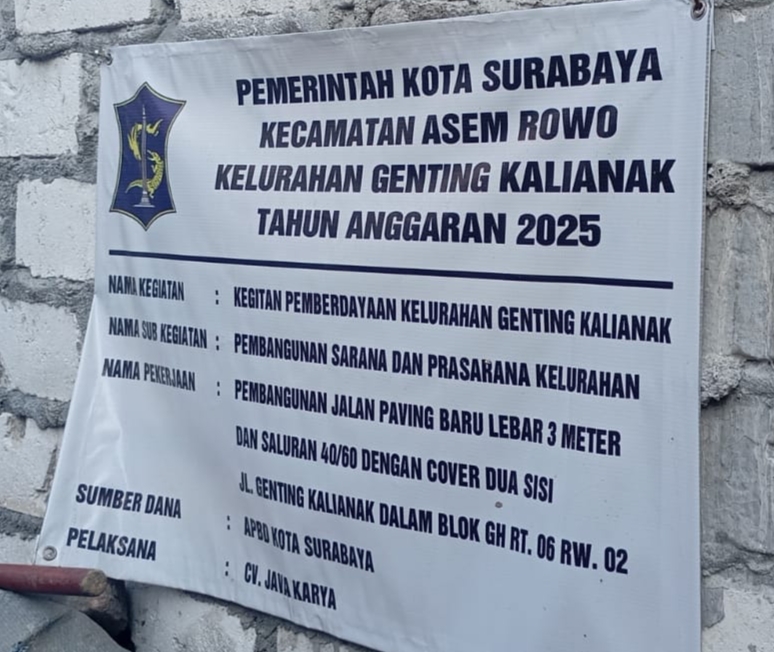 PEMERINTAH KOTA SURABAYA
KECAMATAN ASEM ROWO
KELURAHAN GENTING KALIANAK
TAHUN ANGGARAN 2025
NAMA KEGIATAN : KEGITAN PEMBERDAYAAN KELURAHAN GENTING KALIANAK
NAMA SUB KEGIATAN : PEMBANGUNAN SARANA DAN PRASARANA KELURAHAN
NAMA PEKERJAAN : PEMBANGUNAN JALAN PAVING BARU LEBAR 3 METER
DAN SALURAN 40/60 DENGAN COVER DUA SISI
JL. GENTING KALIANAK DALAM BLOK GH RT. 06 RW. 02
SUMBER DANA : APBD KOTA SURABAYA
PELAKSANA : CV. JAVA KARYA